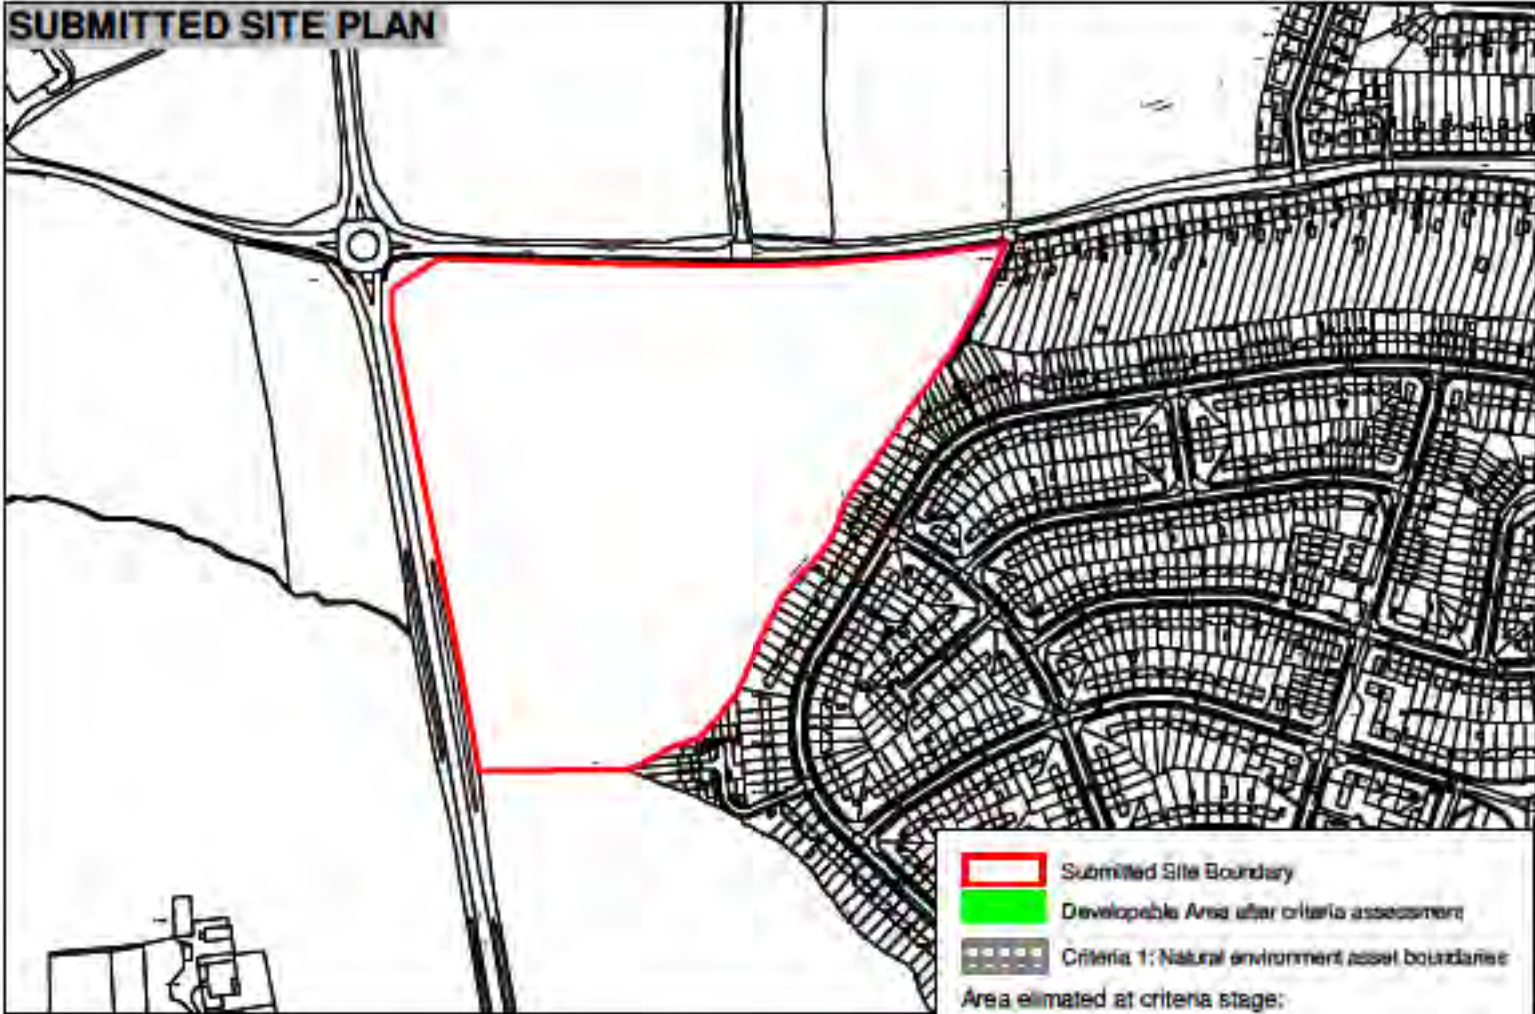 SUBMITTED SITE PLAN
Submitted Site Boundary
Developable Area after criteria assessment
Criteria 1: Natural environment asset boundaries
Area elimated at criteria stage: